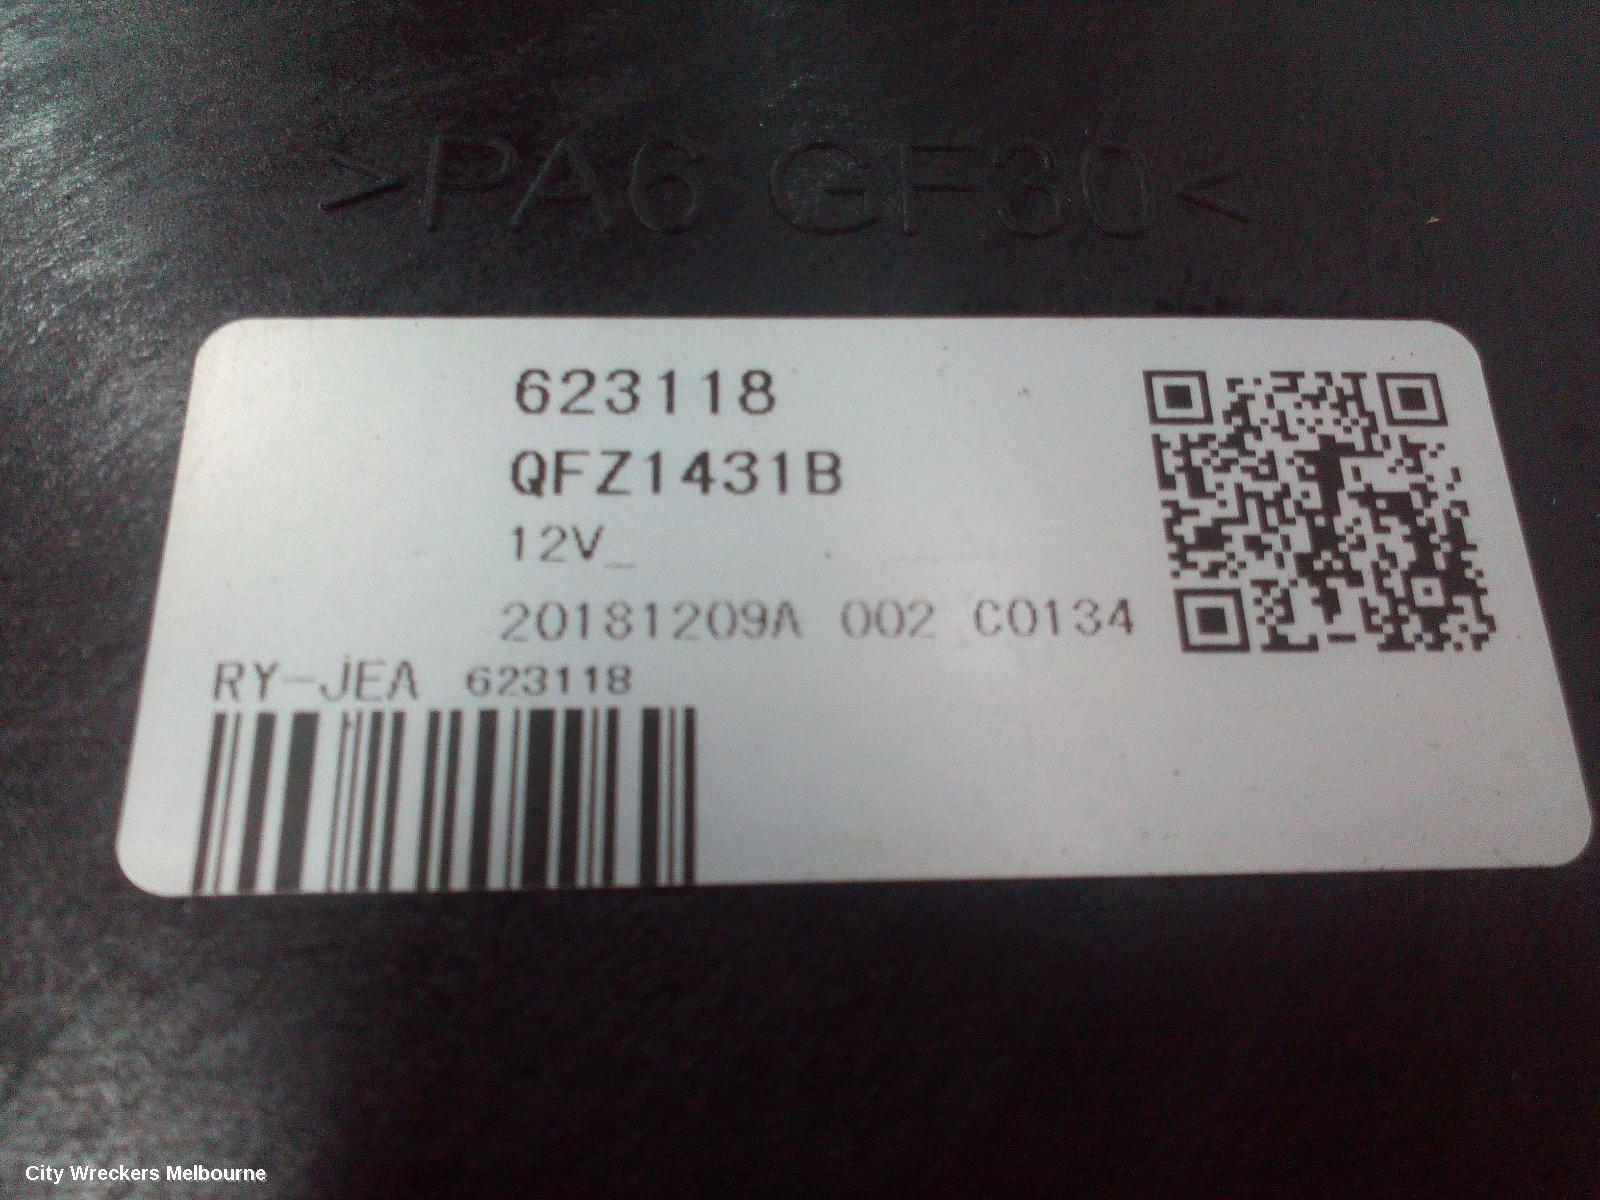 >PA6 GF30<
623118
QFZ1431B
12V_
20181209A 002 C0134
RY-JEA 623118
City Wreckers Melbourne